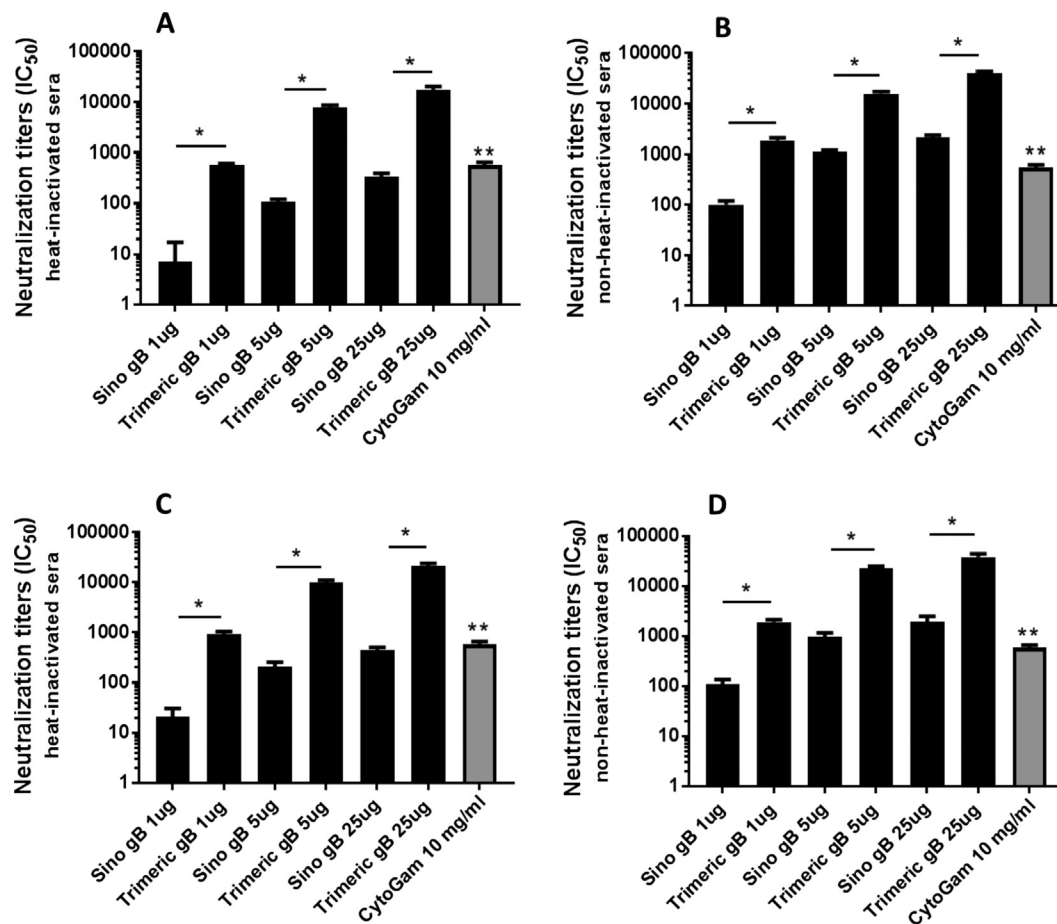 A
Neutralization titers (IC50)
heat-inactivated sera
100000
10000
1000
100
10
1
*
*
*
**
Sino gB 1ug
Trimeric gB 1ug
Sino gB 5ug
Trimeric gB 5ug
Sino gB 25ug
Trimeric gB 25ug
CytoGam 10 mg/ml
B
Neutralization titers (IC50)
non-heat-inactivated sera
100000
10000
1000
100
10
1
*
*
*
**
Sino gB 1ug
Trimeric gB 1ug
Sino gB 5ug
Trimeric gB 5ug
Sino gB 25ug
Trimeric gB 25ug
CytoGam 10 mg/ml
C
Neutralization titers (IC50)
heat-inactivated sera
100000
10000
1000
100
10
1
*
*
*
**
Sino gB 1ug
Trimeric gB 1ug
Sino gB 5ug
Trimeric gB 5ug
Sino gB 25ug
Trimeric gB 25ug
CytoGam 10 mg/ml
D
Neutralization titers (IC50)
non-heat-inactivated sera
100000
10000
1000
100
10
1
*
*
*
**
Sino gB 1ug
Trimeric gB 1ug
Sino gB 5ug
Trimeric gB 5ug
Sino gB 25ug
Trimeric gB 25ug
CytoGam 10 mg/ml